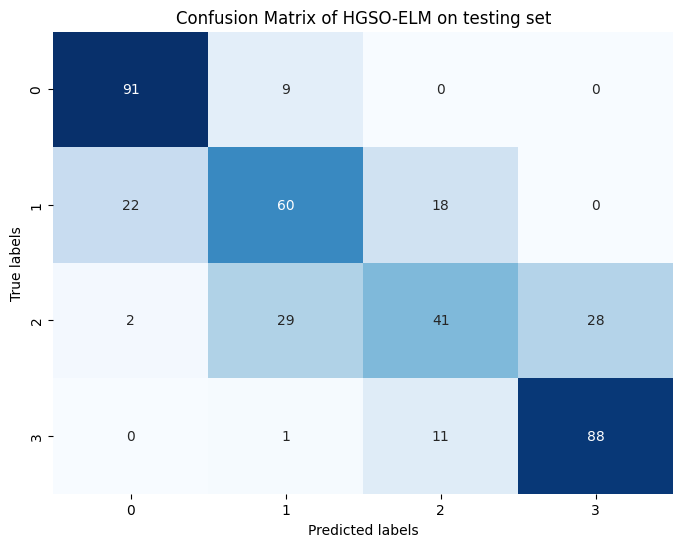 Confusion Matrix of HGSO-ELM on testing set
0 91 9 0 0
1 22 60 18 0
2 2 29 41 28
3 0 1 11 88
True labels
0 1 2 3
Predicted labels